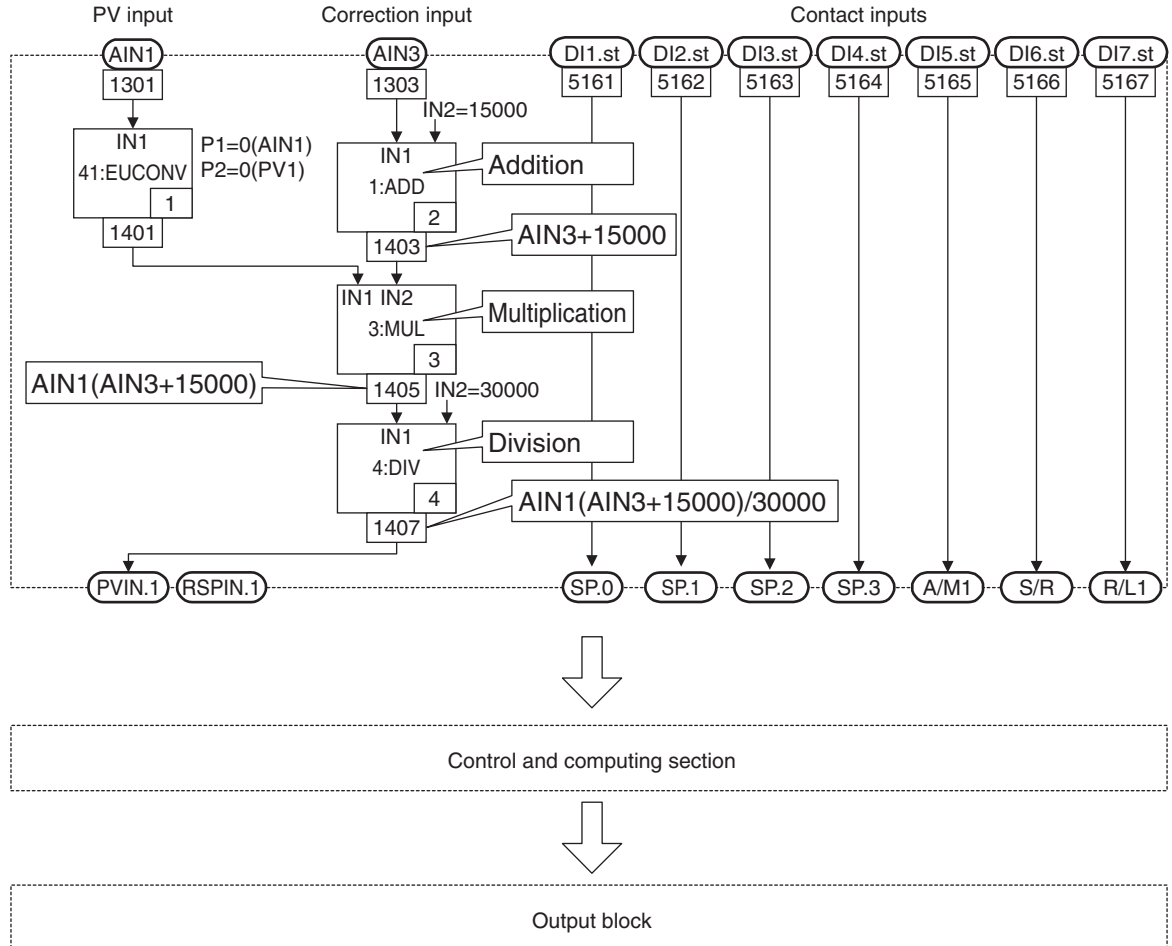 PV input
Correction input
Contact inputs
AIN1
AIN3
DI1.st
DI2.st
DI3.st
DI4.st
DI5.st
DI6.st
DI7.st
1301
1303
5161
5162
5163
5164
5165
5166
5167
IN2=15000
IN1
P1=0(AIN1)
41:EUCONV
P2=0(PV1)
1
1401
IN1
Addition
1:ADD
2
1403
AIN3+15000
IN1 IN2
3:MUL
Multiplication
3
AIN1(AIN3+15000)
1405
IN2=30000
IN1
Division
4:DIV
4
AIN1(AIN3+15000)/30000
1407
PVIN.1
RSPIN.1
SP.0
SP.1
SP.2
SP.3
A/M1
S/R
R/L1
Control and computing section
Output block